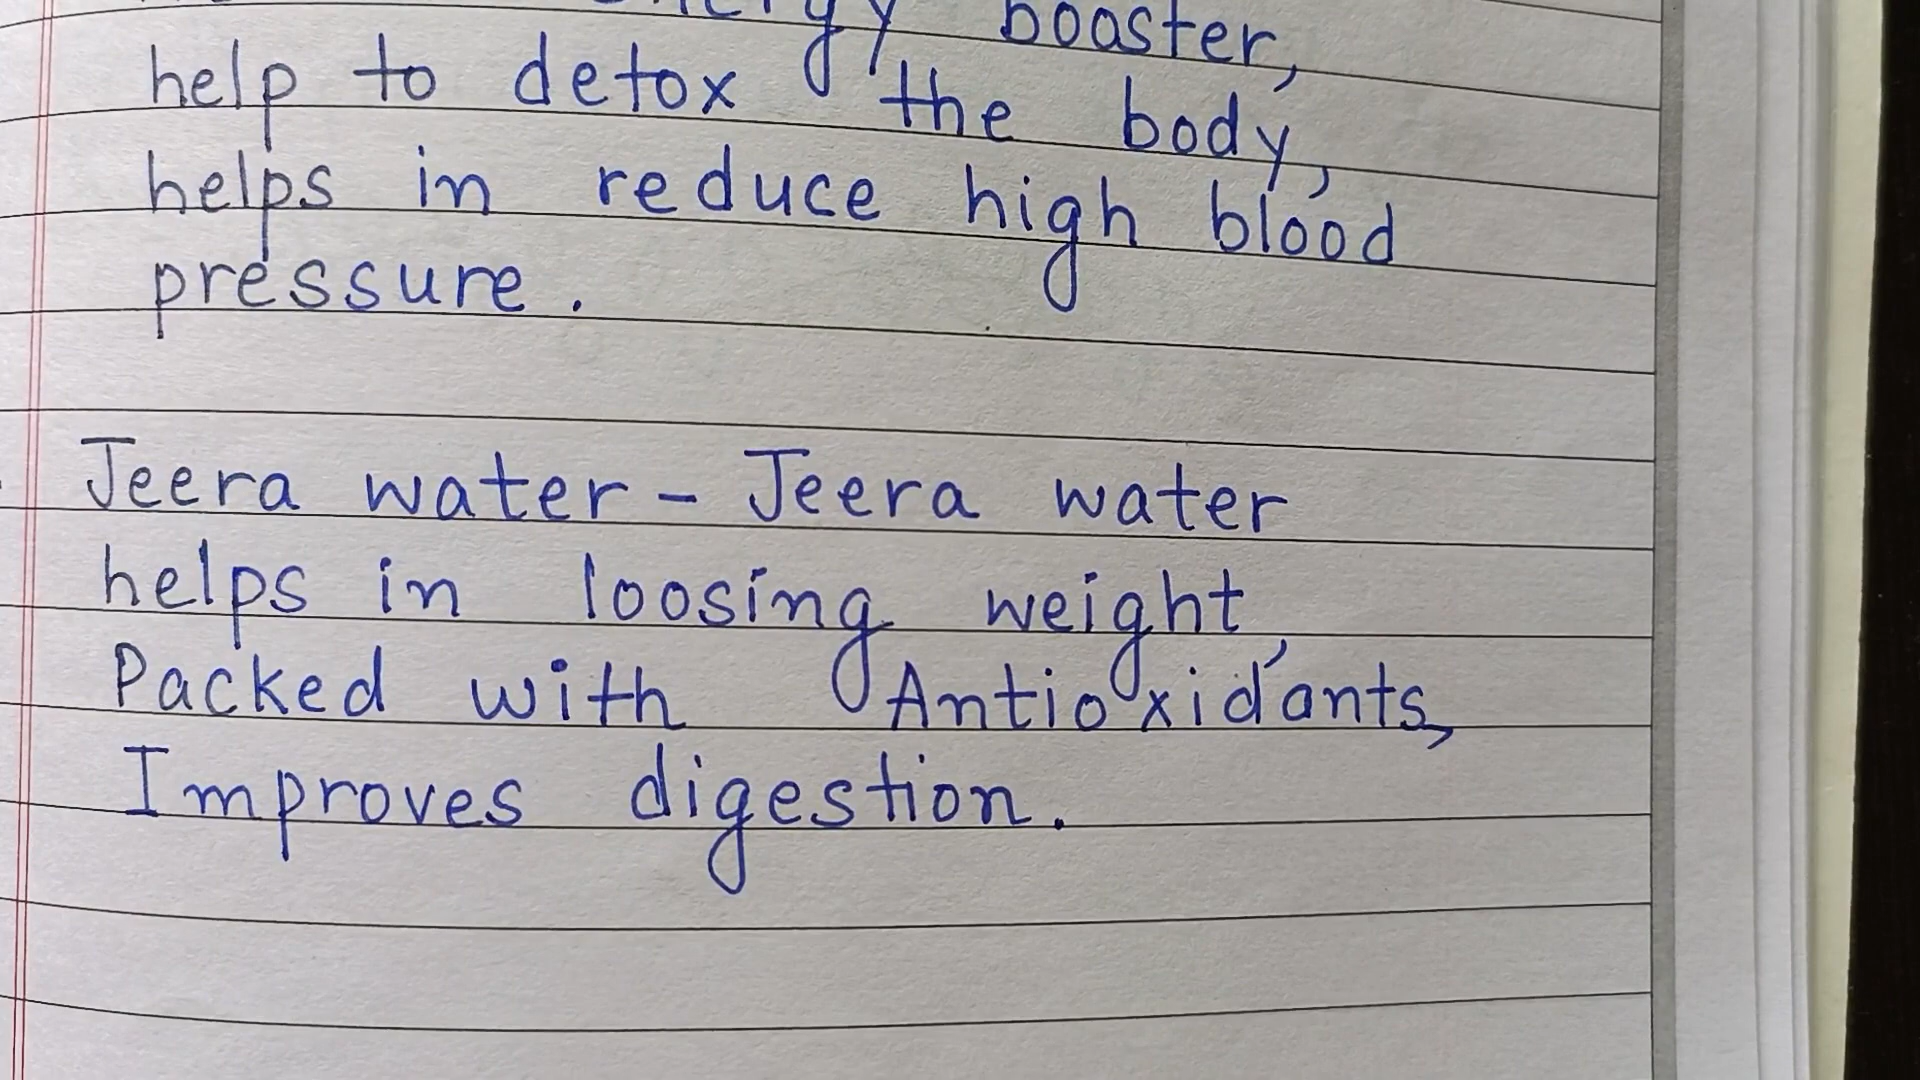 energy booster,
help to detox the body,
helps in reduce high blood
pressure.
Jeera water - Jeera water
helps in loosing weight,
Packed with Antioxidants,
Improves digestion.